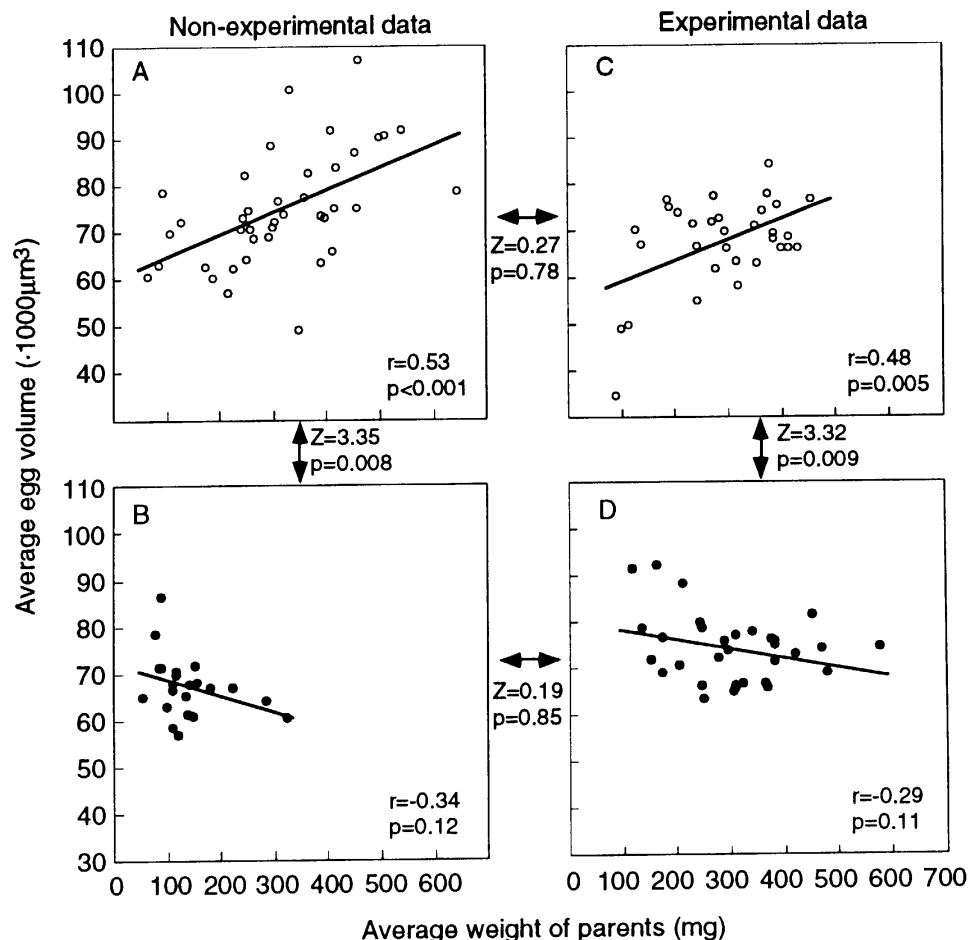 Non-experimental data
Experimental data
A
110
100
90
80
70
60
50
40
r=0.53
p<0.001
C
r=0.48
p=0.005
Z=0.27
p=0.78
Z=3.35
p=0.008
Z=3.32
p=0.009
Average egg volume (·1000µm3)
B
110
100
90
80
70
60
50
40
30
r=-0.34
p=0.12
0 100 200 300 400 500 600
D
r=-0.29
p=0.11
0 100 200 300 400 500 600 700
Z=0.19
p=0.85
Average weight of parents (mg)